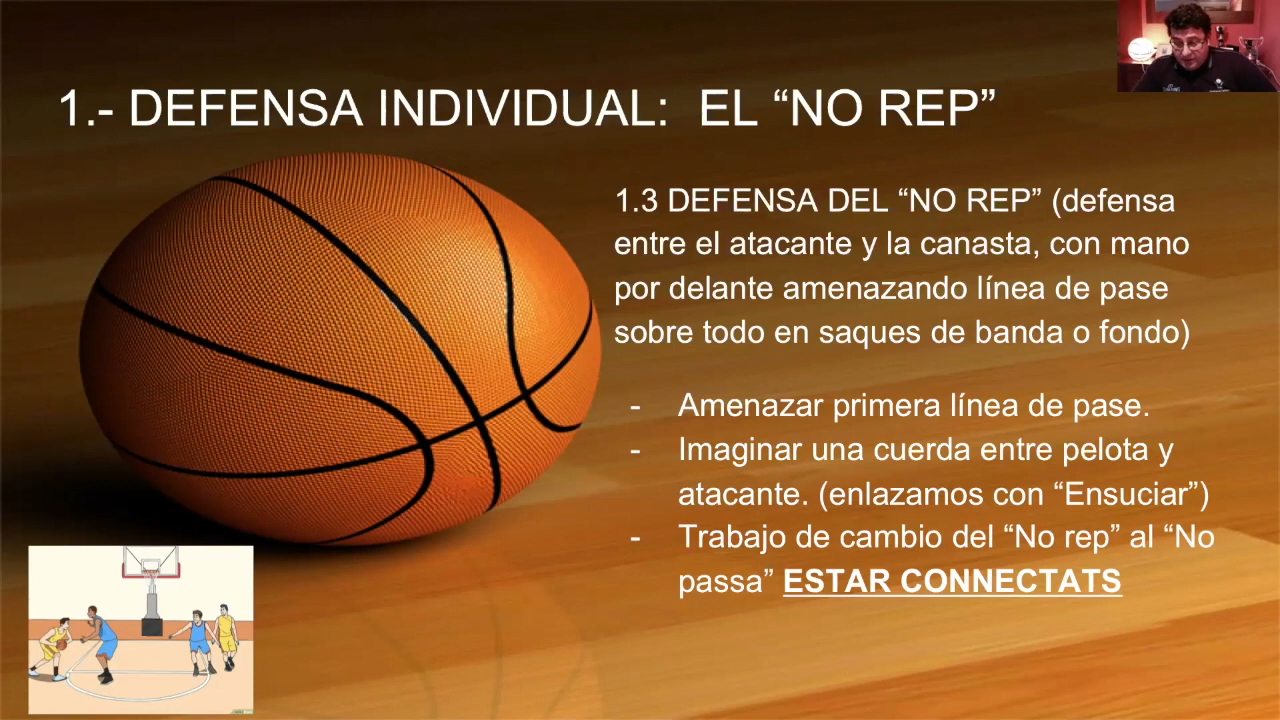 1.- DEFENSA INDIVIDUAL: EL “NO REP”
1.3 DEFENSA DEL “NO REP” (defensa
entre el atacante y la canasta, con mano
por delante amenazando línea de pase
sobre todo en saques de banda o fondo)
- Amenazar primera línea de pase.
- Imaginar una cuerda entre pelota y
atacante. (enlazamos con “Ensuciar”)
- Trabajo de cambio del “No rep” al “No
passa” ESTAR CONNECTATS